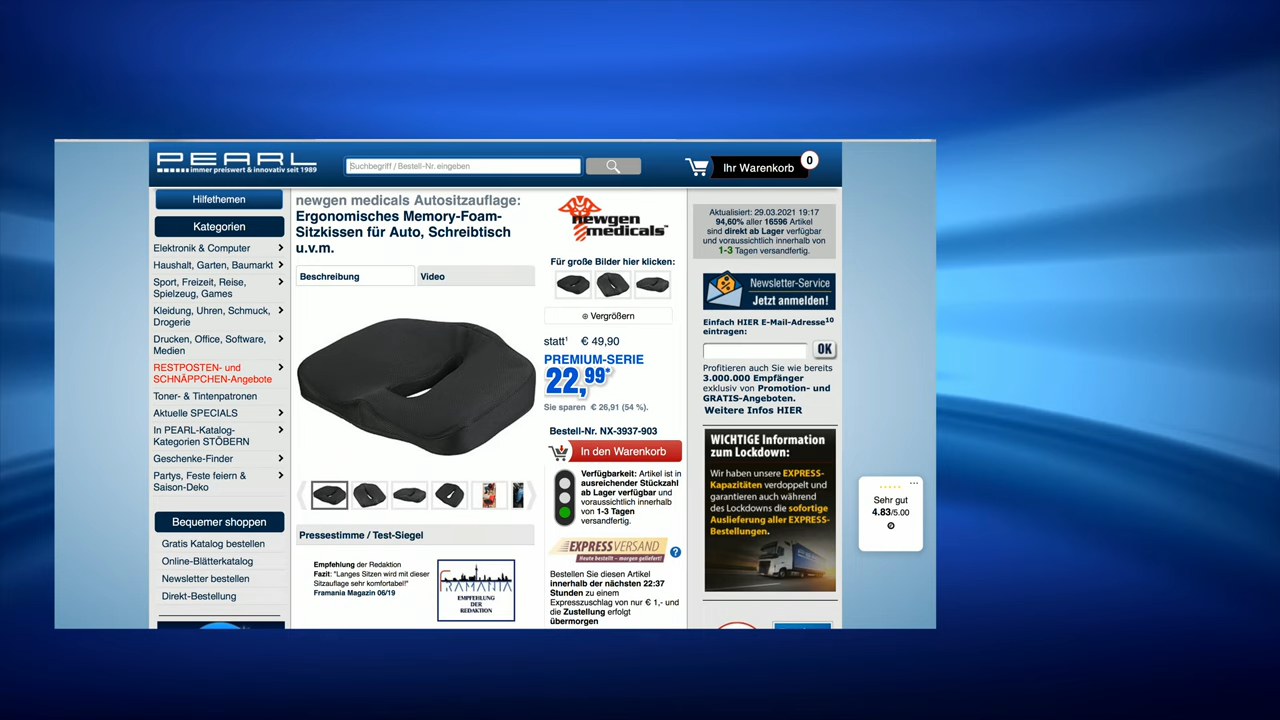 PEARL
immer preiswert & innovativ seit 1989
Suchbegriff / Bestell-Nr. eingeben
Ihr Warenkorb
0
Hilfethemen
Kategorien
Elektronik & Computer
Haushalt, Garten, Baumarkt
Sport, Freizeit, Reise,
Spielzeug, Games
Kleidung, Uhren, Schmuck,
Drogerie
Drucken, Office, Software,
Medien
RESTPOSTEN- und
SCHNÄPPCHEN-Angebote
Toner- & Tintenpatronen
Aktuelle SPECIALS
In PEARL-Katalog-
Kategorien STÖBERN
Geschenke-Finder
Partys, Feste feiern &
Saison-Deko
Bequemer shoppen
Gratis Katalog bestellen
Online-Blätterkatalog
Newsletter bestellen
Direkt-Bestellung
newgen medicals Autositzauflage:
Ergonomisches Memory-Foam-
Sitzkissen für Auto, Schreibtisch
u.v.m.
Beschreibung
Video
Pressestimme / Test-Siegel
Empfehlung der Redaktion
Fazit: "Langes Sitzen wird mit dieser
Sitzauflage sehr komfortabel!"
Framania Magazin 06/19
FRAMANIA
EMPFEHLUNG
DER
REDAKTION
newgen
medicals™
Für große Bilder hier klicken:
Vergrößern
statt¹ € 49,90
PREMIUM-SERIE
22,99*
Sie sparen € 26,91 (54 %).
Bestell-Nr. NX-3937-903
In den Warenkorb
Verfügbarkeit: Artikel ist in
ausreichender Stückzahl
ab Lager verfügbar und
voraussichtlich innerhalb
von 1-3 Tagen
versandfertig.
EXPRESSVERSAND
Heute bestellt – morgen geliefert!
?
Bestellen Sie diesen Artikel
innerhalb der nächsten 22:37
Stunden zu einem
Expresszuschlag von nur € 1,- und
die Zustellung erfolgt
übermorgen
Aktualisiert: 29.03.2021 19:17
94,60% aller 16596 Artikel
sind direkt ab Lager verfügbar
und voraussichtlich innerhalb von
1-3 Tagen versandfertig.
Newsletter-Service
Jetzt anmelden!
Einfach HIER E-Mail-Adresse¹⁰
eintragen:
OK
Profitieren auch Sie wie bereits
3.000.000 Empfänger
exklusiv von Promotion- und
GRATIS-Angeboten.
Weitere Infos HIER
WICHTIGE Information
zum Lockdown:
Wir haben unsere EXPRESS-
Kapazitäten verdoppelt und
garantieren auch während
des Lockdowns die sofortige
Auslieferung aller EXPRESS-
Bestellungen.
Sehr gut
4.83/5.00